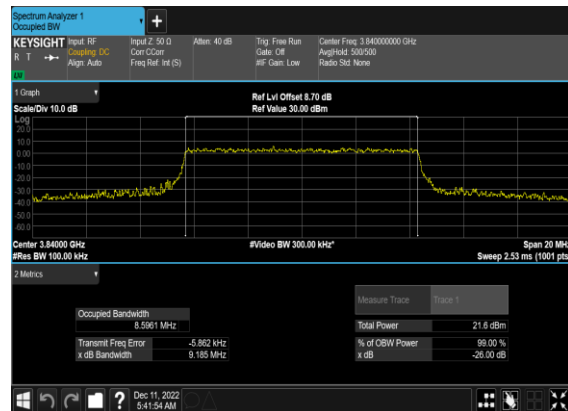 Spectrum Analyzer 1
Occupied BW
KEYSIGHT
R T
LW
Input: RF
Coupling: DC
Align: Auto
Input Z: 50 Ω
Corr CCorr
Freq Ref: Int (S)
Atten: 40 dB
Trig: Free Run
Gate: Off
#IF Gain: Low
Center Freq: 3.840000000 GHz
Avg|Hold: 500/500
Radio Std: None
1 Graph
Scale/Div 10.0 dB
Ref Lvl Offset 8.70 dB
Ref Value 30.00 dBm
Log
20.0
10.0
0.00
-10.0
-20.0
-30.0
-40.0
-50.0
-60.0
Center 3.84000 GHz
#Res BW 100.00 kHz
#Video BW 300.00 kHz*
Span 20 MHz
Sweep 2.53 ms (1001 pts
2 Metrics
Measure Trace Trace 1
Occupied Bandwidth
8.5961 MHz
Total Power 21.6 dBm
Transmit Freq Error -5.862 kHz
% of OBW Power 99.00 %
x dB Bandwidth 9.185 MHz
x dB -26.00 dB
?
Dec 11, 2022
5:41:54 AM